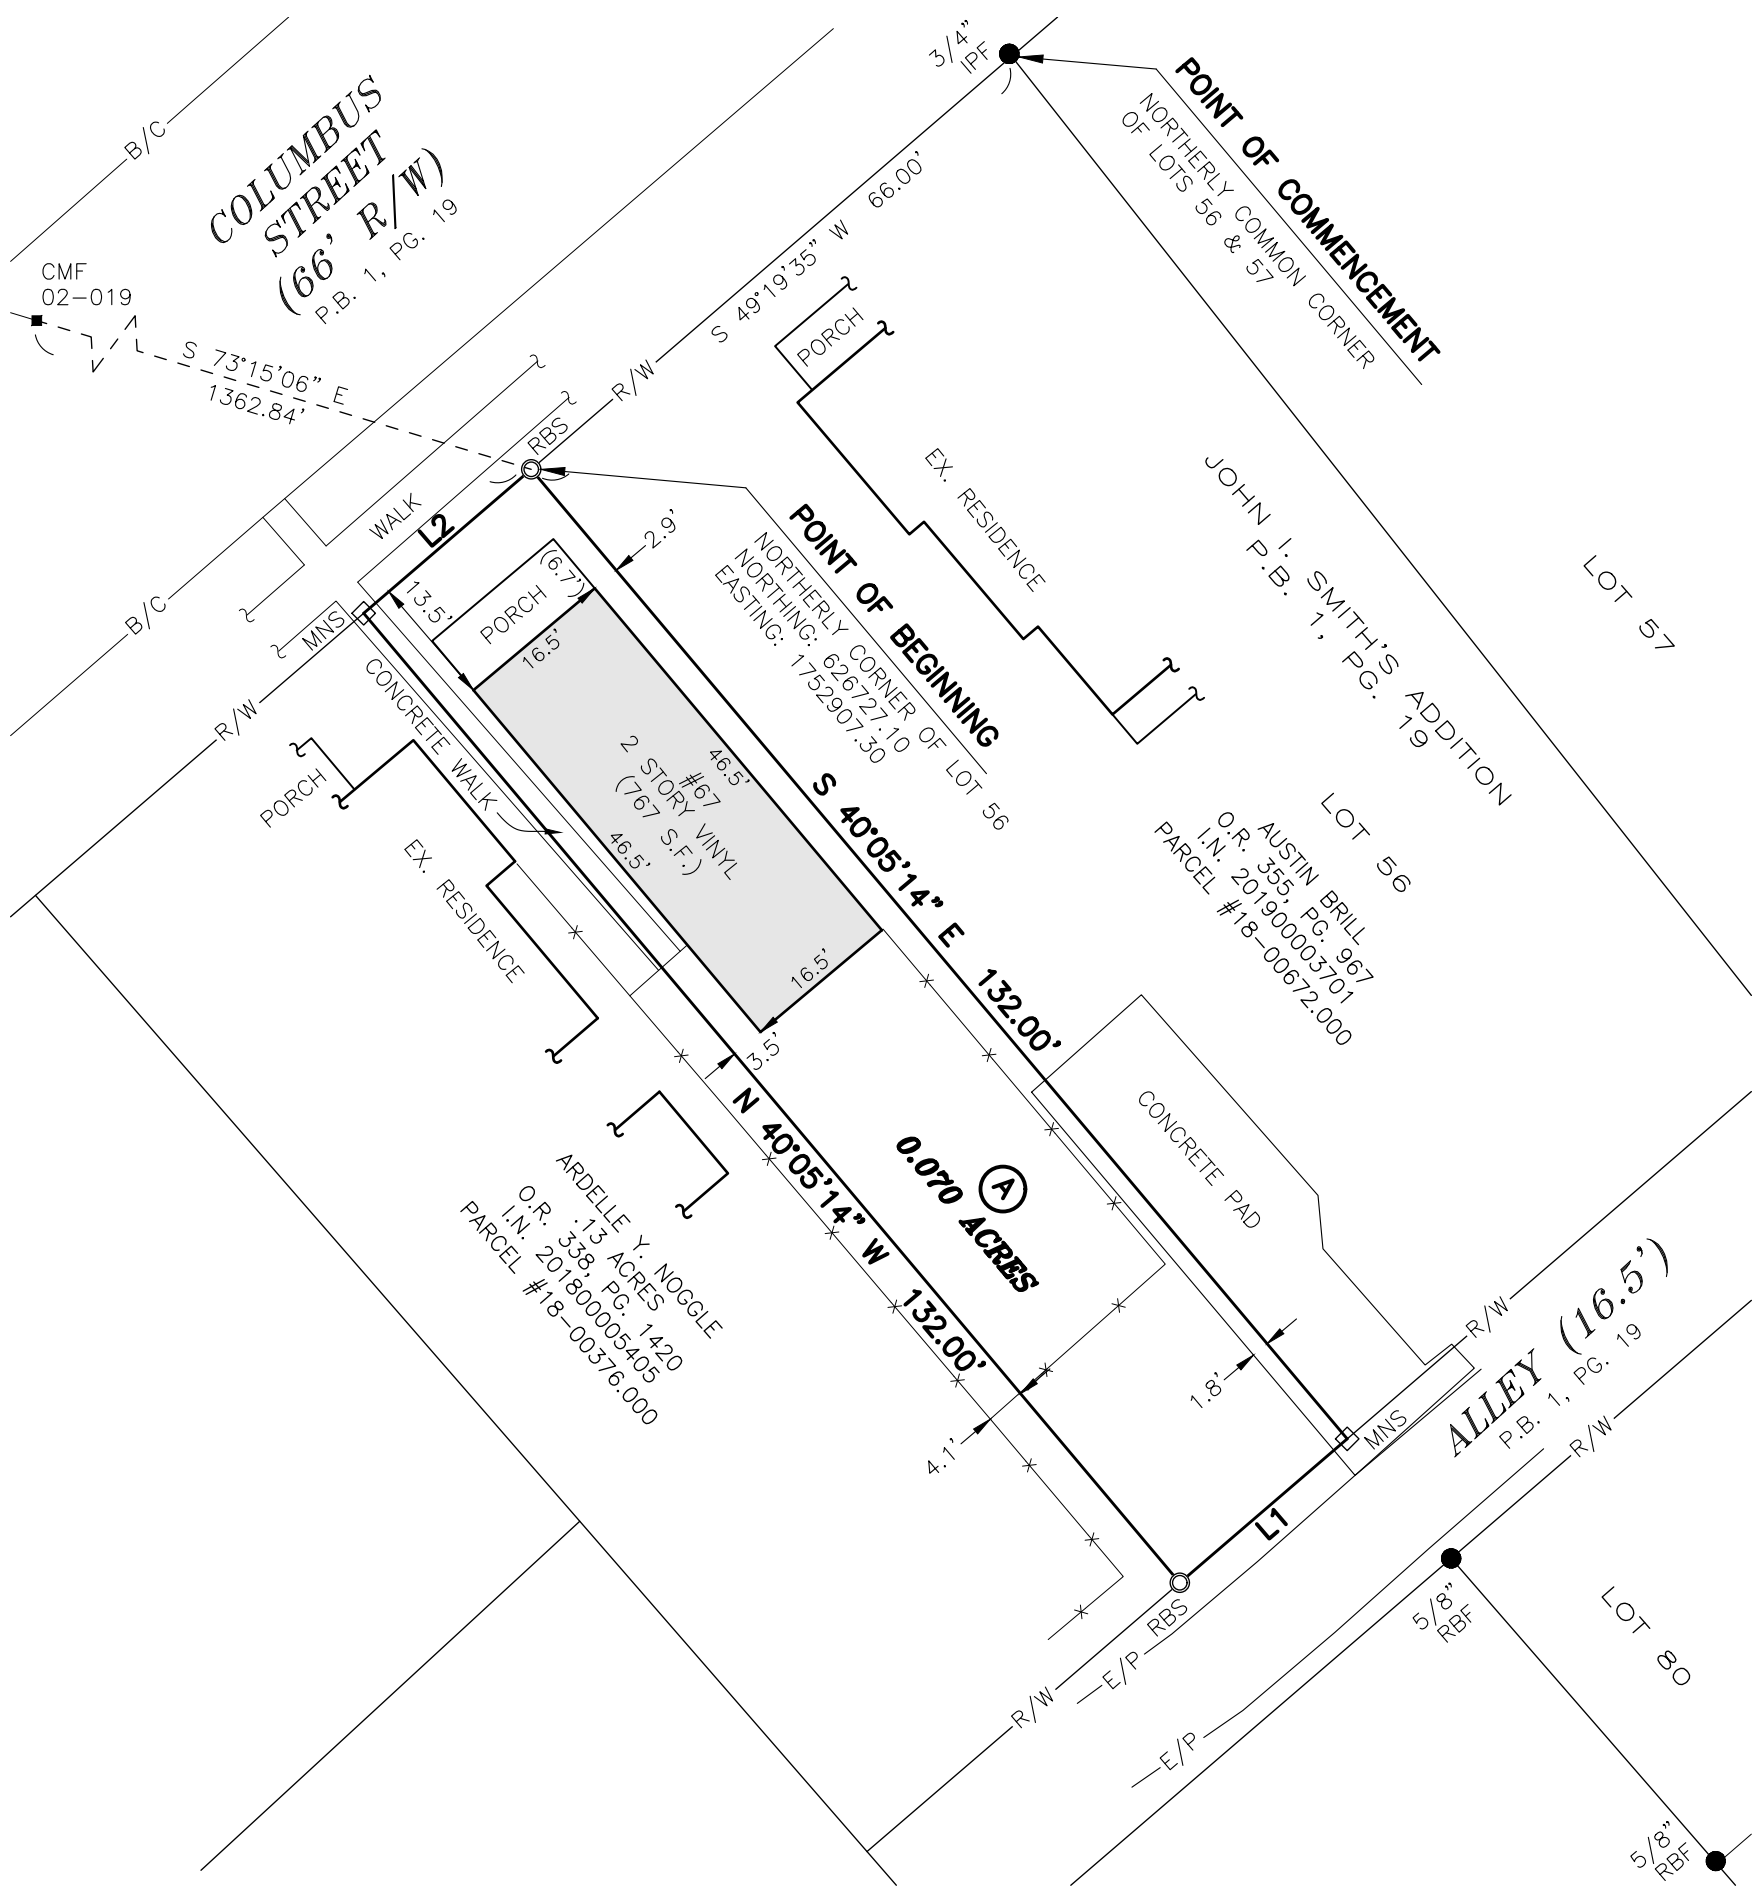 B/C
COLUMBUS
STREET
(66' R/W)
P.B. 1, PG. 19
CMF
02-019
S 73°15'06" E
1362.84'
3/4"
IPF
POINT OF COMMENCEMENT
NORTHERLY COMMON CORNER
OF LOTS 56 & 57
S 49°19'35" W 66.00'
R/W
RBS
WALK
L2
B/C
MNS
R/W
PORCH
EX. RESIDENCE
JOHN I. SMITH'S ADDITION
P.B. 1, PG. 19
LOT 57
POINT OF BEGINNING
NORTHERLY CORNER OF LOT 56
NORTHING: 626727.10
EASTING: 1752907.30
2.9'
13.5'
PORCH
(6.7')
16.5'
46.5'
#67
2 STORY VINYL
(767 S.F.)
46.5'
16.5'
3.5'
CONCRETE WALK
PORCH
EX. RESIDENCE
S 40°05'14" E 132.00'
LOT 56
AUSTIN BRILL
O.R. 355, PG. 967
I.N. 201900003701
PARCEL #18-00672.000
CONCRETE PAD
N 40°05'14" W 132.00'
A
0.070 ACRES
ARDELLE Y. NOGGLE
.13 ACRES
O.R. 338, PG. 1420
I.N. 201800005405
PARCEL #18-00376.000
1.8'
4.1'
L1
MNS
R/W
ALLEY (16.5')
P.B. 1, PG. 19
R/W
RBS
E/P
R/W
E/P
5/8"
RBF
LOT 80
5/8"
RBF